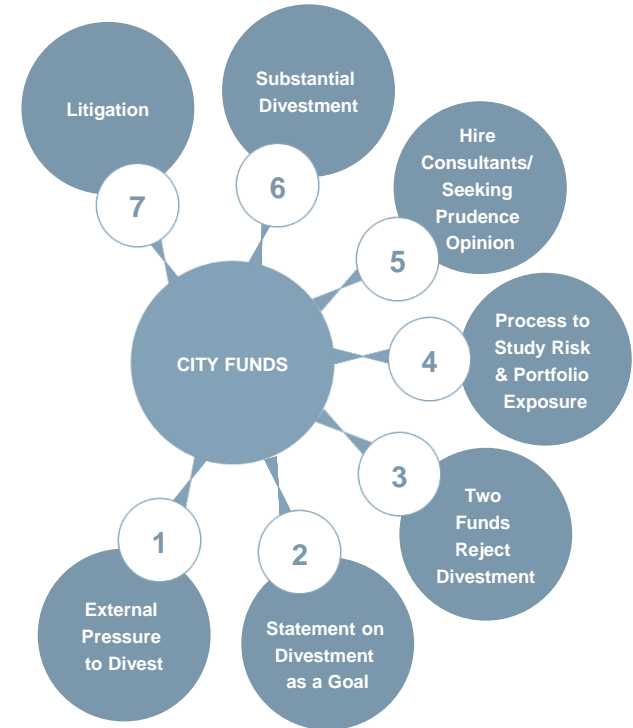 CITY FUNDS
1
External
Pressure
to Divest
2
Statement on
Divestment
as a Goal
3
Two
Funds
Reject
Divestment
4
Process to
Study Risk
& Portfolio
Exposure
5
Hire
Consultants/
Seeking
Prudence
Opinion
6
Substantial
Divestment
7
Litigation